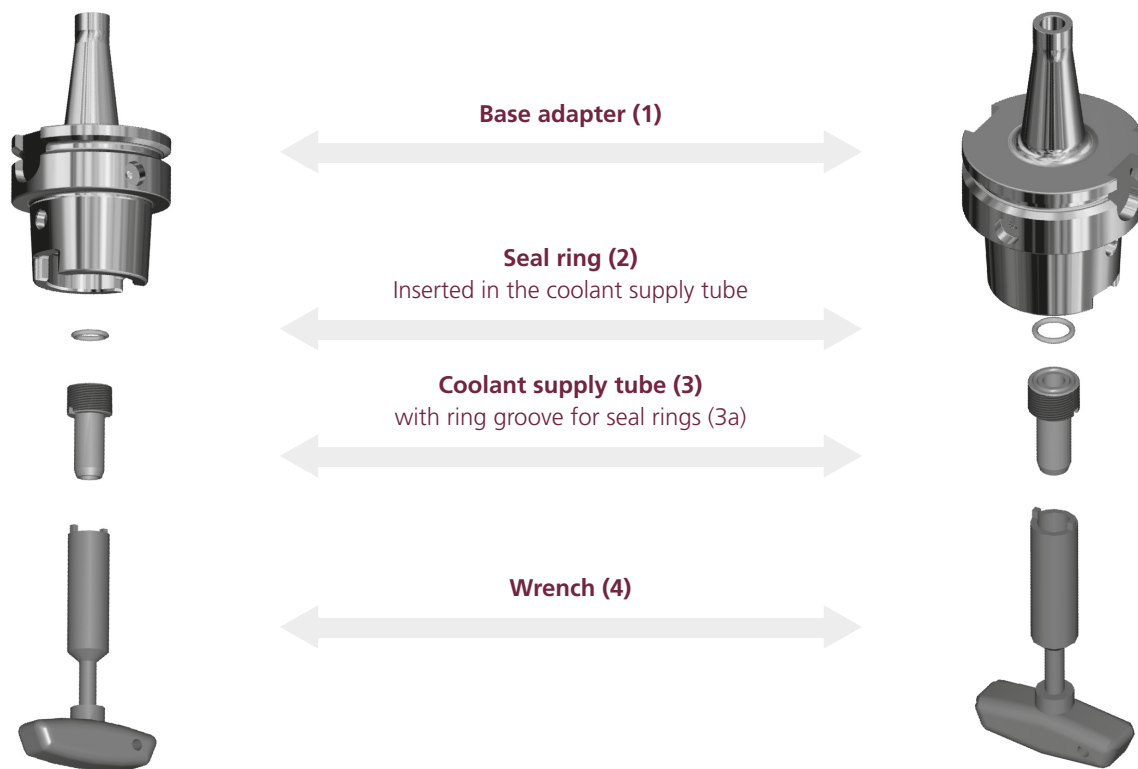 Base adapter (1)
Seal ring (2)
Inserted in the coolant supply tube
Coolant supply tube (3)
with ring groove for seal rings (3a)
Wrench (4)